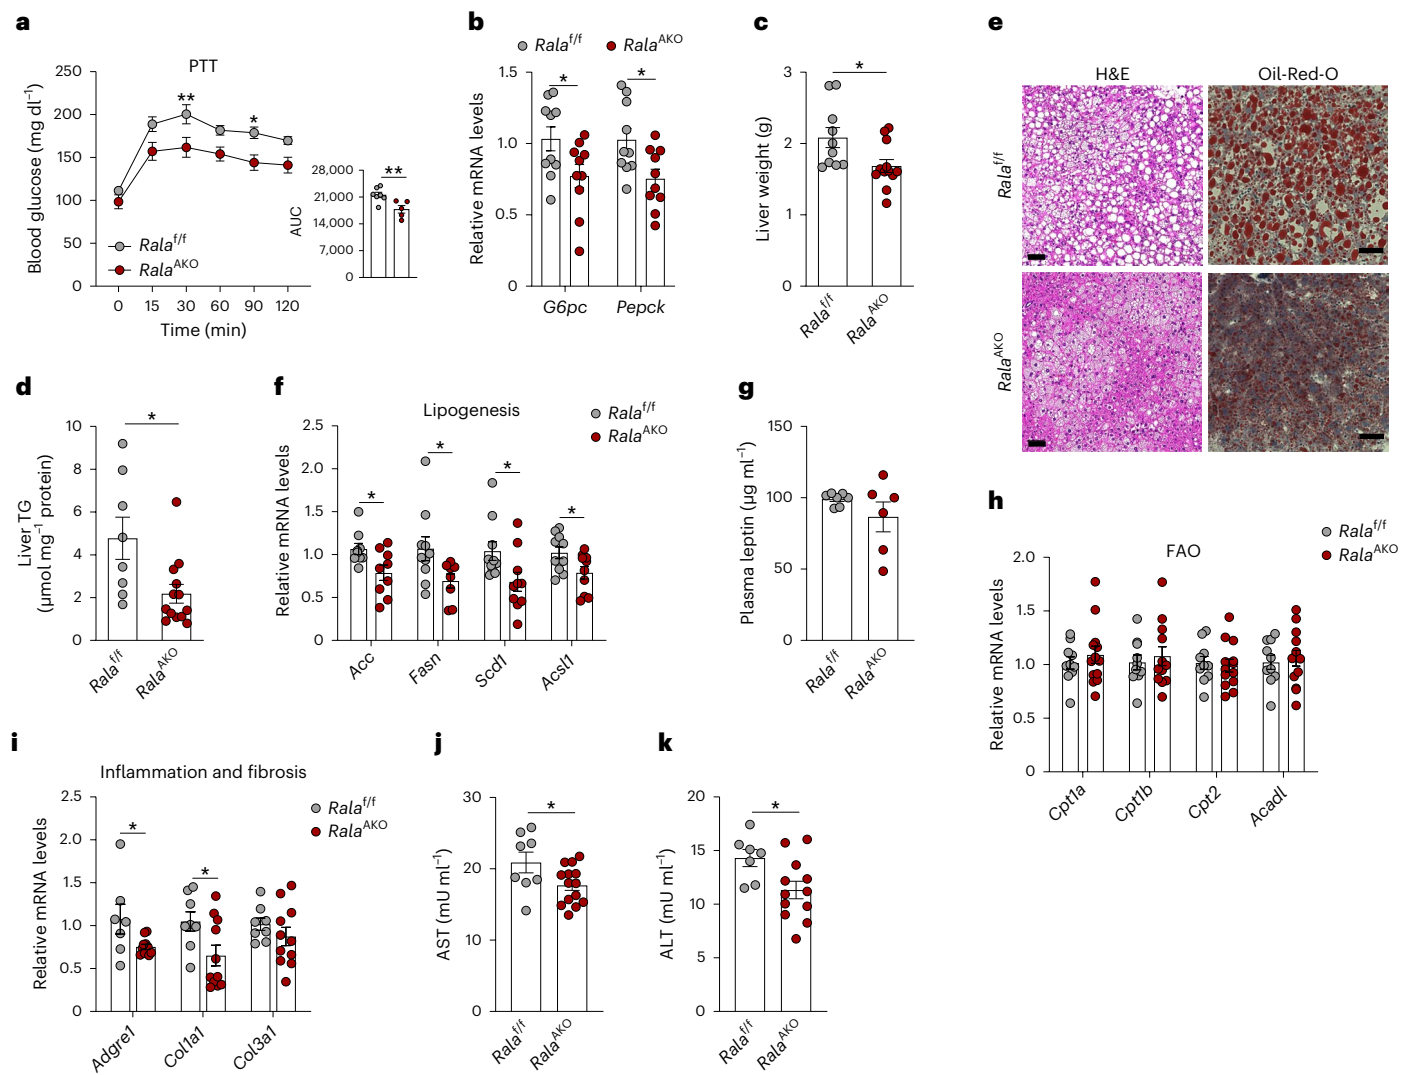 a
PTT
Blood glucose (mg dl⁻¹)
250
200
150
100
50
0
** *
Rala^f/f
Rala^AKO
0 15 30 60 90 120
Time (min)
AUC
28,000
21,000
14,000
7,000
0
**
b
Rala^f/f Rala^AKO
Relative mRNA levels
1.5
1.0
0.5
0
* *
G6pc Pepck
c
Liver weight (g)
3
2
1
0
*
Rala^f/f Rala^AKO
e
H&E Oil-Red-O
Rala^f/f
Rala^AKO
d
Liver TG
(µmol mg⁻¹ protein)
10
8
6
4
2
0
*
Rala^f/f Rala^AKO
f
Lipogenesis
Rala^f/f
Rala^AKO
Relative mRNA levels
2.5
2.0
1.5
1.0
0.5
0
* * * *
Acc Fasn Scd1 Acsl1
g
Plasma leptin (µg ml⁻¹)
150
100
50
0
Rala^f/f Rala^AKO
h
Rala^f/f
Rala^AKO
FAO
Relative mRNA levels
2.0
1.5
1.0
0.5
0
Cpt1a Cpt1b Cpt2 Acadl
i
Inflammation and fibrosis
Rala^f/f
Rala^AKO
Relative mRNA levels
2.5
2.0
1.5
1.0
0.5
0
* *
Adgre1 Col1a1 Col3a1
j
AST (mU ml⁻¹)
30
20
10
0
*
Rala^f/f Rala^AKO
k
ALT (mU ml⁻¹)
20
15
10
5
0
*
Rala^f/f Rala^AKO